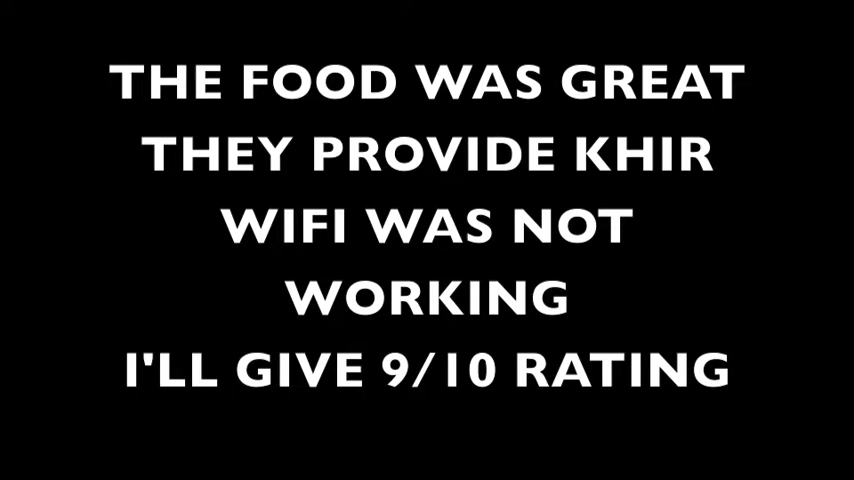 THE FOOD WAS GREAT
THEY PROVIDE KHIR
WIFI WAS NOT
WORKING
I'LL GIVE 9/10 RATING